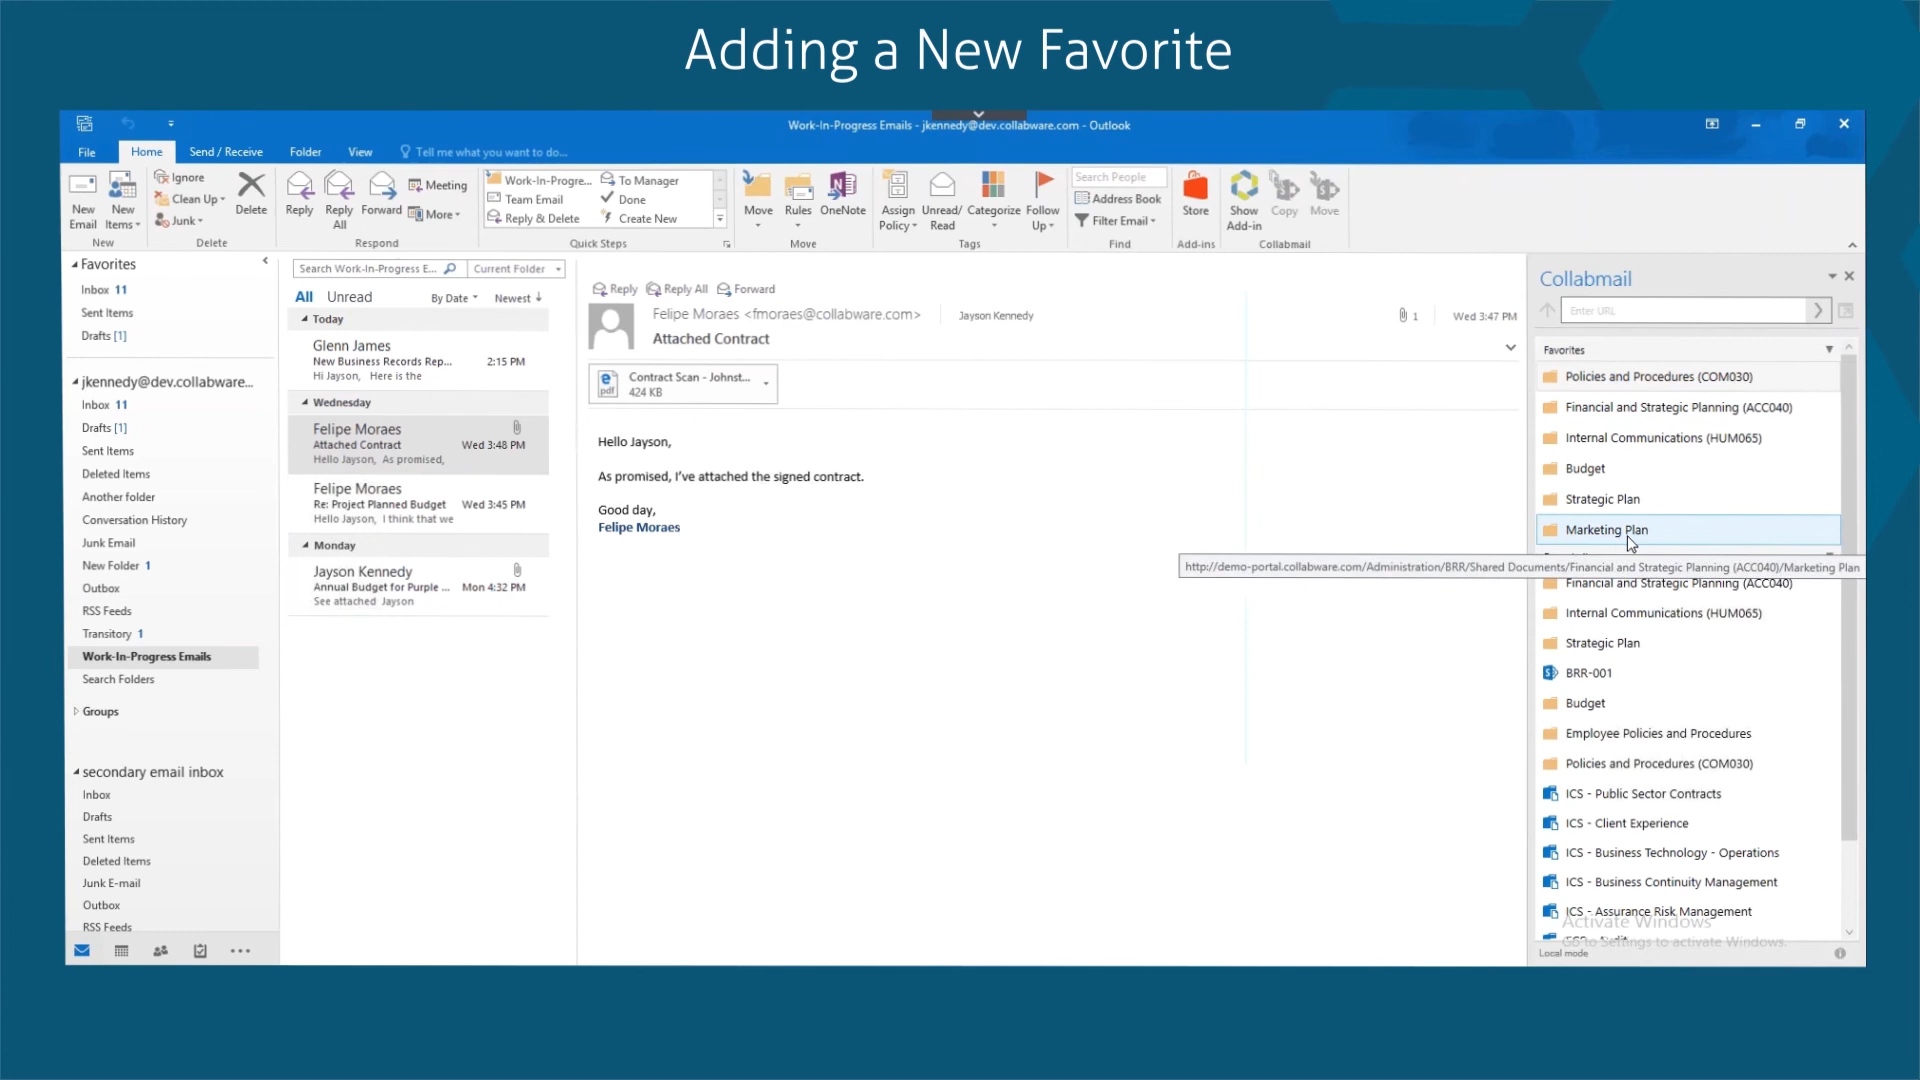 Adding a New Favorite
Work-In-Progress Emails - jkennedy@dev.collabware.com - Outlook
File
Home
Send / Receive
Folder
View
Tell me what you want to do...
New Email
New Items
New
Ignore
Clean Up
Junk
Delete
Delete
Reply
Reply All
Forward
Meeting
More
Respond
Work-In-Progre...
To Manager
Team Email
Done
Reply & Delete
Create New
Quick Steps
Move
Rules
OneNote
Move
Assign Policy
Unread/ Read
Categorize
Follow Up
Tags
Search People
Address Book
Filter Email
Find
Store
Add-ins
Show Add-in
Copy
Move
Collabmail
Favorites
Inbox 11
Sent Items
Drafts [1]
jkennedy@dev.collabware...
Inbox 11
Drafts [1]
Sent Items
Deleted Items
Another folder
Conversation History
Junk Email
New Folder 1
Outbox
RSS Feeds
Transitory 1
Work-In-Progress Emails
Search Folders
Groups
secondary email inbox
Inbox
Drafts
Sent Items
Deleted Items
Junk E-mail
Outbox
RSS Feeds
Search Work-In-Progress E...
Current Folder
All
Unread
By Date
Newest
Today
Glenn James
New Business Records Rep... 2:15 PM
Hi Jayson, Here is the
Wednesday
Felipe Moraes
Attached Contract Wed 3:48 PM
Hello Jayson, As promised,
Felipe Moraes
Re: Project Planned Budget Wed 3:45 PM
Hello Jayson, I think that we
Monday
Jayson Kennedy
Annual Budget for Purple ... Mon 4:32 PM
See attached Jayson
Reply
Reply All
Forward
Felipe Moraes <fmoraes@collabware.com>
Jayson Kennedy
1
Wed 3:47 PM
Attached Contract
pdf
Contract Scan - Johnst...
424 KB
Hello Jayson,
As promised, I've attached the signed contract.
Good day,
Felipe Moraes
Collabmail
Enter URL
Favorites
Policies and Procedures (COM030)
Financial and Strategic Planning (ACC040)
Internal Communications (HUM065)
Budget
Strategic Plan
Marketing Plan
http://demo-portal.collabware.com/Administration/BRR/Shared Documents/Financial and Strategic Planning (ACC040)/Marketing Plan
Financial and Strategic Planning (ACC040)
Internal Communications (HUM065)
Strategic Plan
BRR-001
Budget
Employee Policies and Procedures
Policies and Procedures (COM030)
ICS - Public Sector Contracts
ICS - Client Experience
ICS - Business Technology - Operations
ICS - Business Continuity Management
ICS - Assurance Risk Management
Activate Windows
Go to Settings to activate Windows.
Local mode